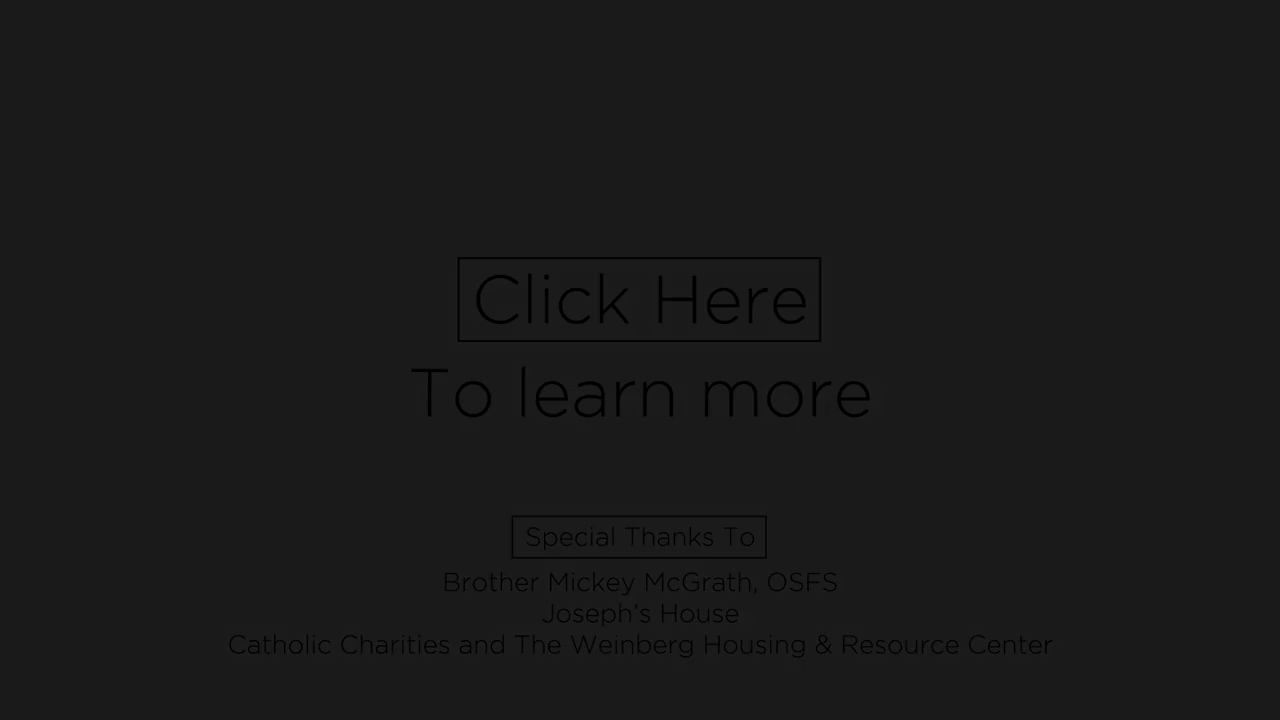 Click Here
To learn more
Special Thanks To
Brother Mickey McGrath, OSFS
Joseph's House
Catholic Charities and The Weinberg Housing & Resource Center